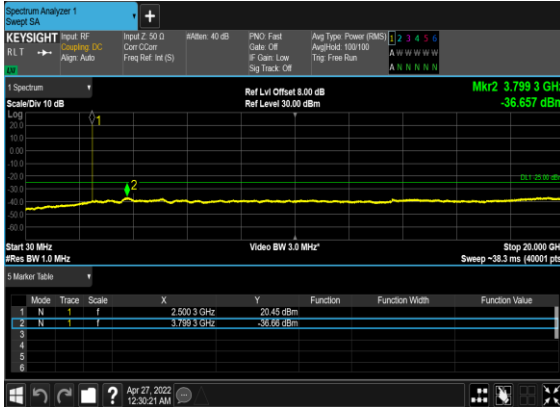 Spectrum Analyzer 1
Swept SA
+
KEYSIGHT Input: RF Input Z: 50 Ω #Atten: 40 dB PNO: Fast Avg Type: Power (RMS) 1 2 3 4 5 6
RLT Coupling: DC Corr CCorr Gate: Off Avg|Hold: 100/100 A W W W W W
Align: Auto Freq Ref: Int (S) IF Gain: Low Trig: Free Run
Sig Track: Off A N N N N N
1 Spectrum
Ref Lvl Offset 8.00 dB Mkr2 3.799 3 GHz
Scale/Div 10 dB Ref Level 30.00 dBm -36.657 dBm
Log
20.0
10.0
0.00
-10.0
-20.0
-30.0
-40.0
-50.0
-60.0
1
2
Start 30 MHz Video BW 3.0 MHz* Stop 20.000 GHz
#Res BW 1.0 MHz Sweep ~38.3 ms (40001 pts)
5 Marker Table
Mode Trace Scale X Y Function Function Width Function Value
1 N 1 f 2.500 3 GHz 20.45 dBm
2 N 1 f 3.799 3 GHz -36.66 dBm
3
4
5
6
? Apr 27, 2022
12:30:21 AM